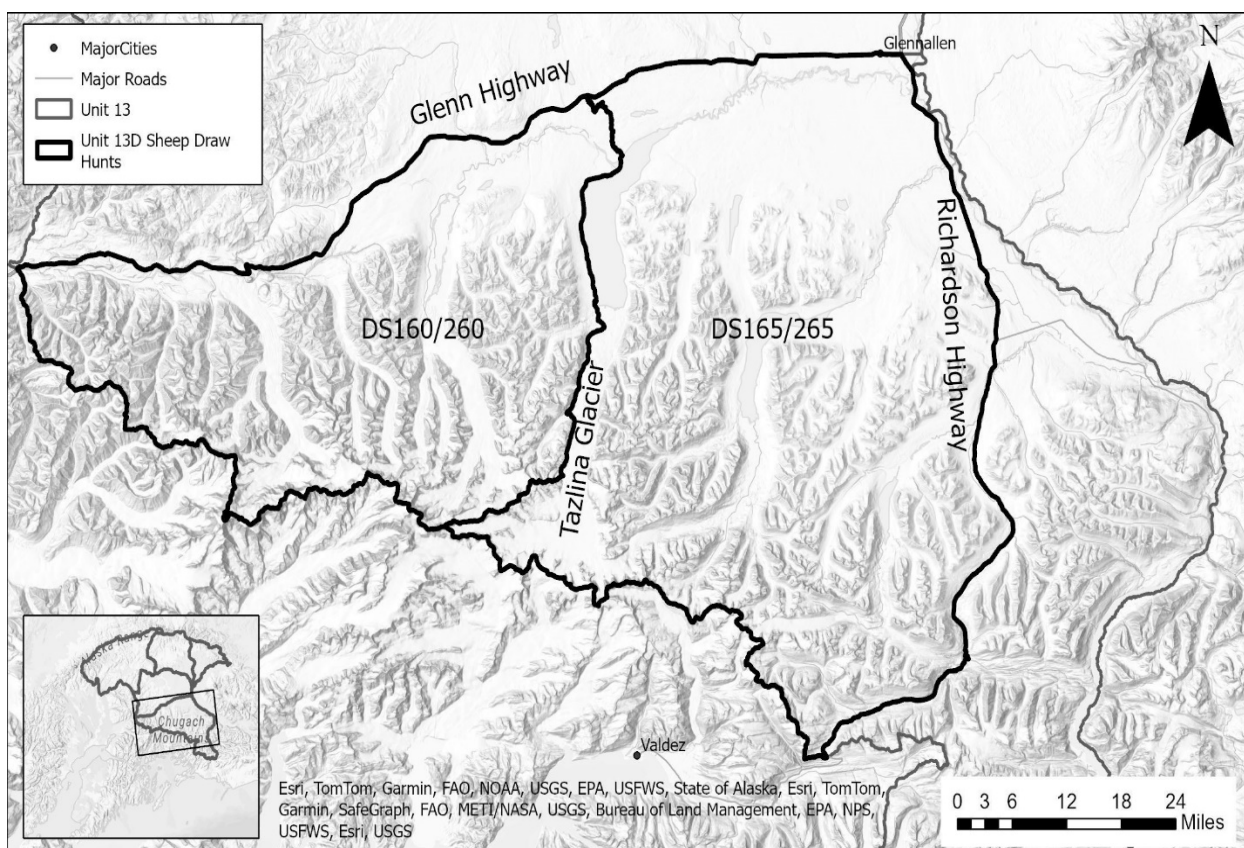 MajorCities
Major Roads
Unit 13
Unit 13D Sheep Draw
Hunts
Glennallen
N
Glenn Highway
DS160/260
DS165/265
Richardson Highway
Tazlina Glacier
Alaska Range
Chugach
Mountains
Valdez
Esri, TomTom, Garmin, FAO, NOAA, USGS, EPA, USFWS, State of Alaska, Esri, TomTom,
Garmin, SafeGraph, FAO, METI/NASA, USGS, Bureau of Land Management, EPA, NPS,
USFWS, Esri, USGS
0 3 6 12 18 24
Miles